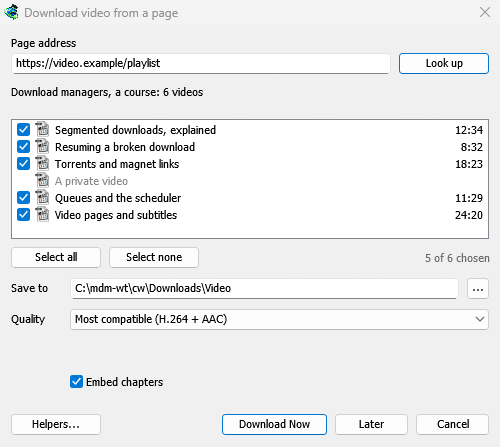 Download video from a page
Page address
https://video.example/playlist
Look up
Download managers, a course: 6 videos
Segmented downloads, explained 12:34
Resuming a broken download 8:32
Torrents and magnet links 18:23
A private video
Queues and the scheduler 11:29
Video pages and subtitles 24:20
Select all Select none 5 of 6 chosen
Save to C:\mdm-wt\cw\Downloads\Video ...
Quality Most compatible (H.264 + AAC)
Embed chapters
Helpers... Download Now Later Cancel